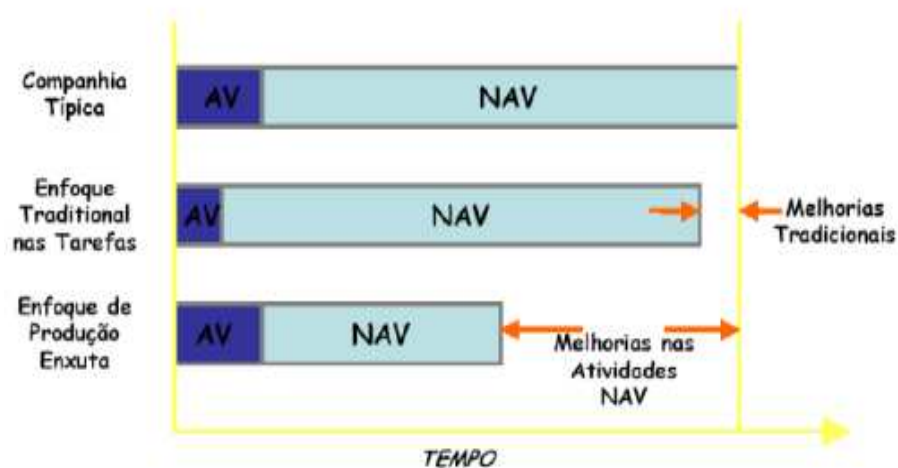 Companhia
Típica
AV
NAV
Enfoque
Traditional
nas Tarefas
AV
NAV
Melhorias
Tradicionais
Enfoque de
Produção
Enxuta
AV
NAV
Melhorias nas
Atividades
NAV
TEMPO